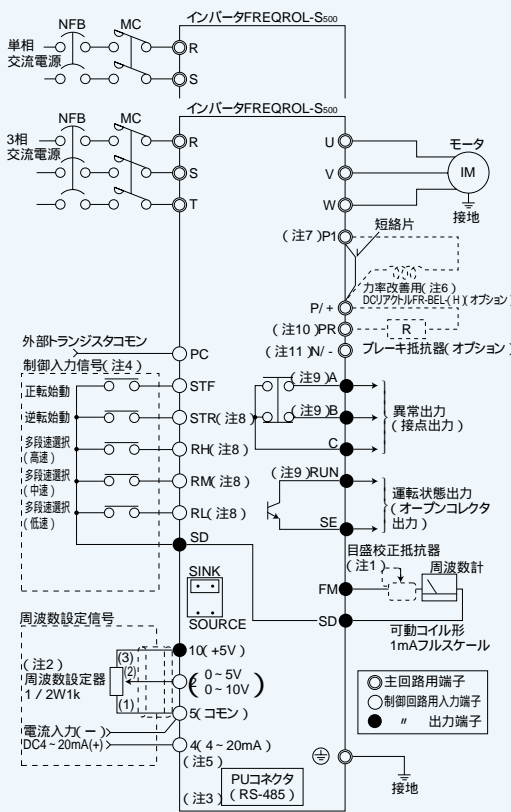 インバータFREQROL-S500
NFB MC
単相
交流電源
R
S
インバータFREQROL-S500
NFB MC
3相
交流電源
R
S
T
U
V
W
モータ
IM
接地
短絡片
(注7)P1
力率改善用(注6)
DCリアクトルFR-BEL-(H)(オプション)
P/+
(注10)PR
R
(注11)N/-
ブレーキ抵抗器(オプション)
外部トランジスタコモン
PC
制御入力信号(注4)
正転始動
STF
逆転始動
STR(注8)
多段速選択
(高速)
RH(注8)
多段速選択
(中速)
RM(注8)
多段速選択
(低速)
RL(注8)
SD
(注9)A
(注9)B
C
異常出力
(接点出力)
(注9)RUN
SE
運転状態出力
(オープンコレクタ
出力)
目盛校正抵抗器
(注1)
周波数計
FM
SD
可動コイル形
1mAフルスケール
SINK
SOURCE
周波数設定信号
(注2)
周波数設定器
1/2W1k
(3)
(2)
(1)
10(+5V)
2
0~5V
0~10V
5(コモン)
電流入力(-)
DC4~20mA(+)
4(4~20mA)
(注5)
(注3)
PUコネクタ
(RS-485)
主回路用端子
制御回路用入力端子
〃 出力端子
接地